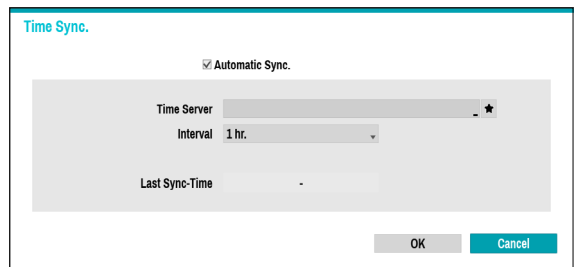 Time Sync.
Automatic Sync.
Time Server
Interval 1 hr.
Last Sync-Time -
OK Cancel